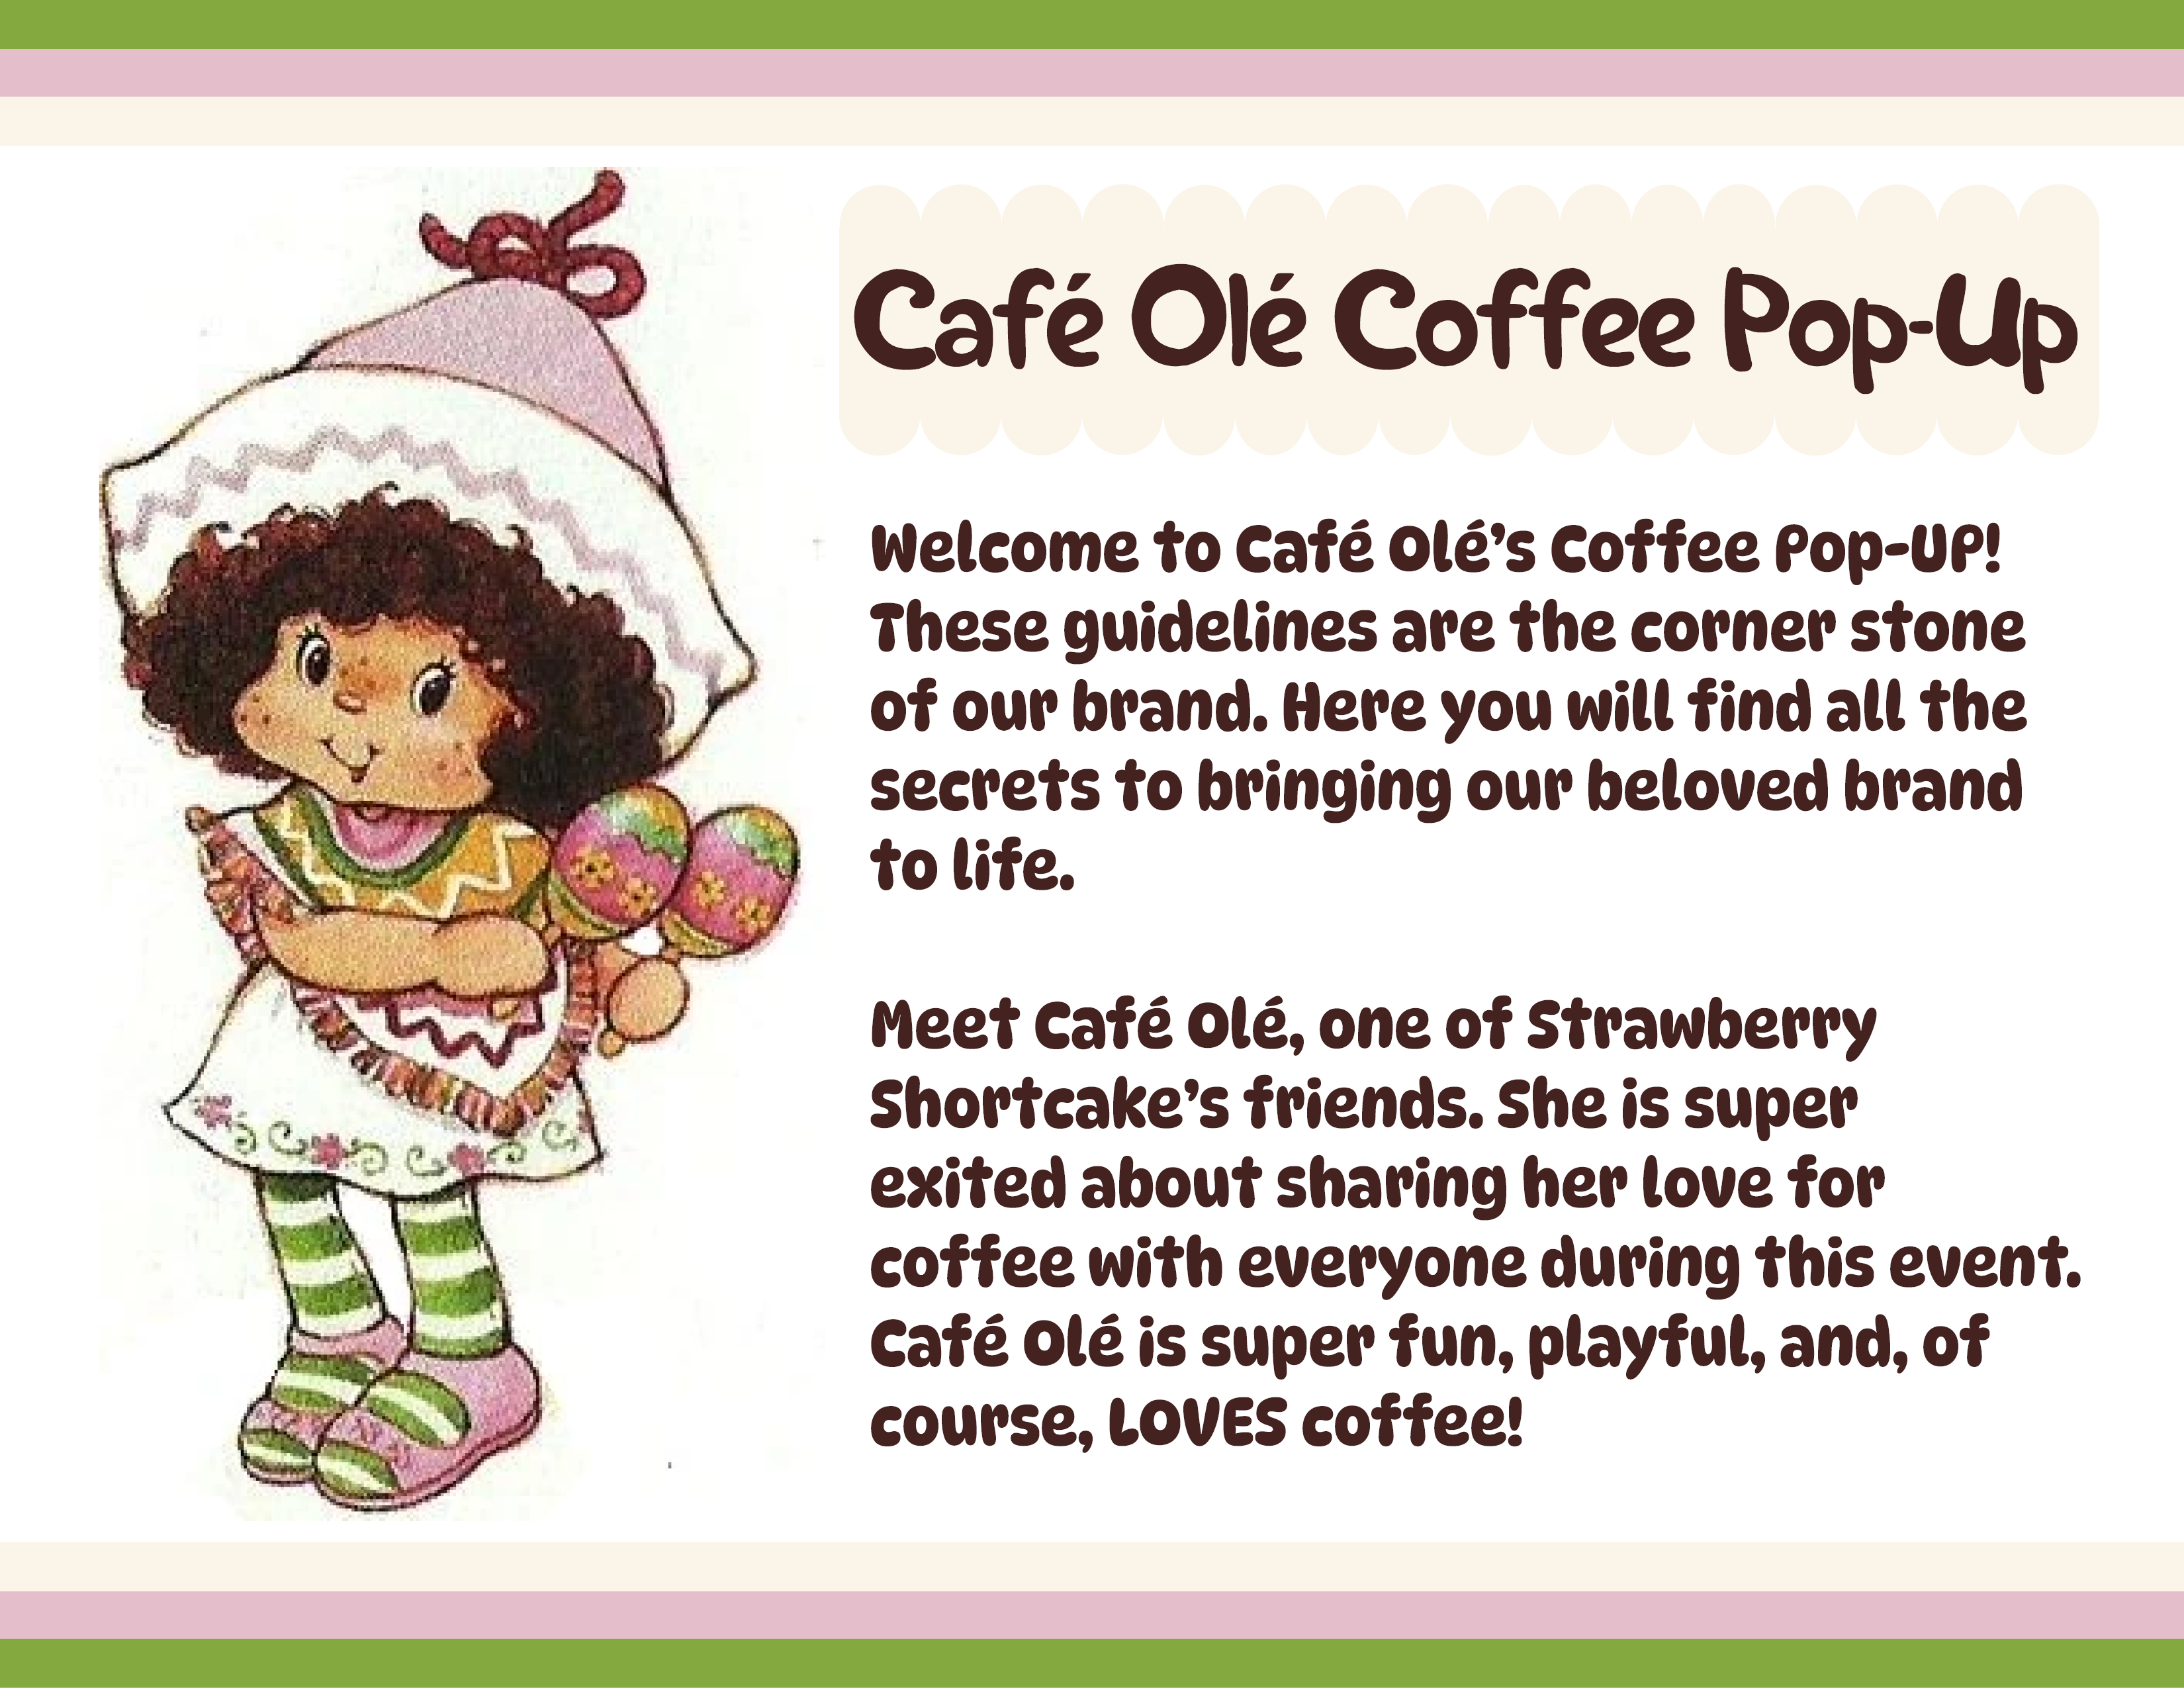 Café Olé Coffee Pop-Up
Welcome to Café Olé’s Coffee Pop-UP!
These guidelines are the corner stone
of our brand. Here you will find all the
secrets to bringing our beloved brand
to life.
Meet Café Olé, one of Strawberry
Shortcake’s friends. She is super
exited about sharing her love for
coffee with everyone during this event.
Café Olé is super fun, playful, and, of
course, LOVES coffee!